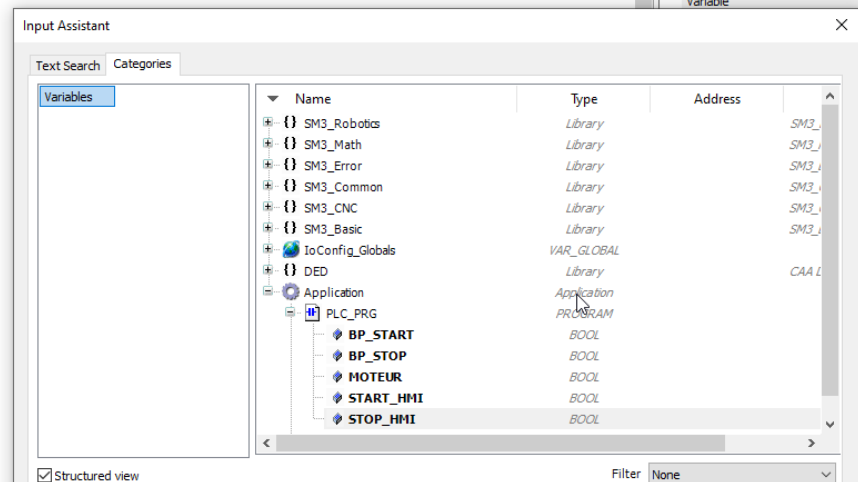 Variable
Input Assistant
Text Search Categories
Variables
Name Type Address
SM3_Robotics Library
SM3_Math Library
SM3_Error Library
SM3_Common Library SM3_
SM3_CNC Library SM3_
SM3_Basic Library
IoConfig_Globals VAR_GLOBAL
DED Library CAA
Application Application
PLC_PRG PROGRAM
BP_START BOOL
BP_STOP BOOL
MOTEUR BOOL
START_HMI BOOL
STOP_HMI BOOL
Structured view Filter None